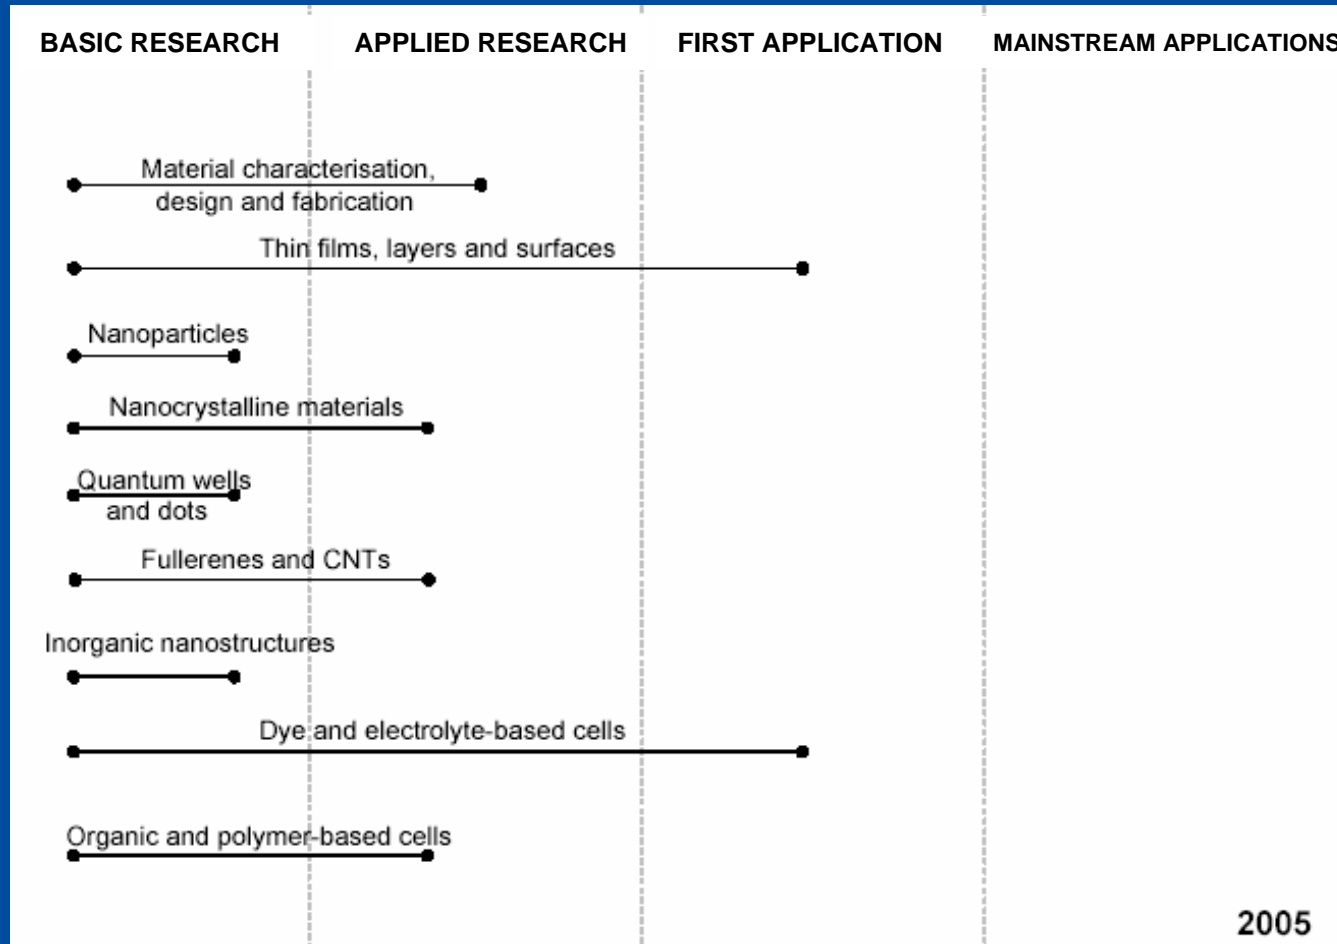 BASIC RESEARCH APPLIED RESEARCH FIRST APPLICATION MAINSTREAM APPLICATIONS
Material characterisation,
design and fabrication
Thin films, layers and surfaces
Nanoparticles
Nanocrystalline materials
Quantum wells
and dots
Fullerenes and CNTs
Inorganic nanostructures
Dye and electrolyte-based cells
Organic and polymer-based cells
2005